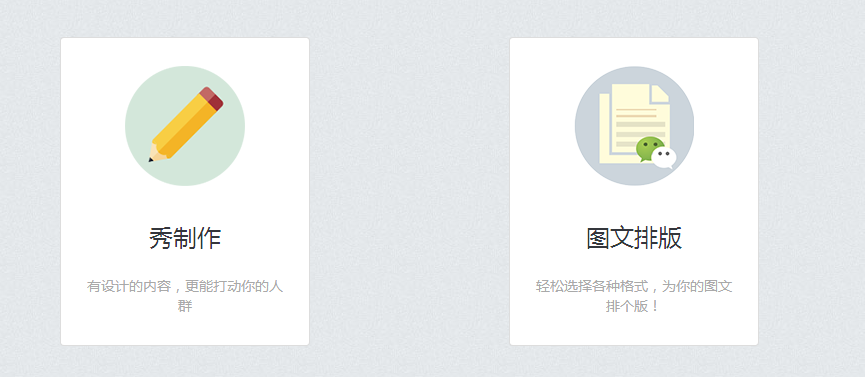 秀制作
有设计的内容，更能打动你的人
群
图文排版
轻松选择各种格式，为你的图文
排个版！